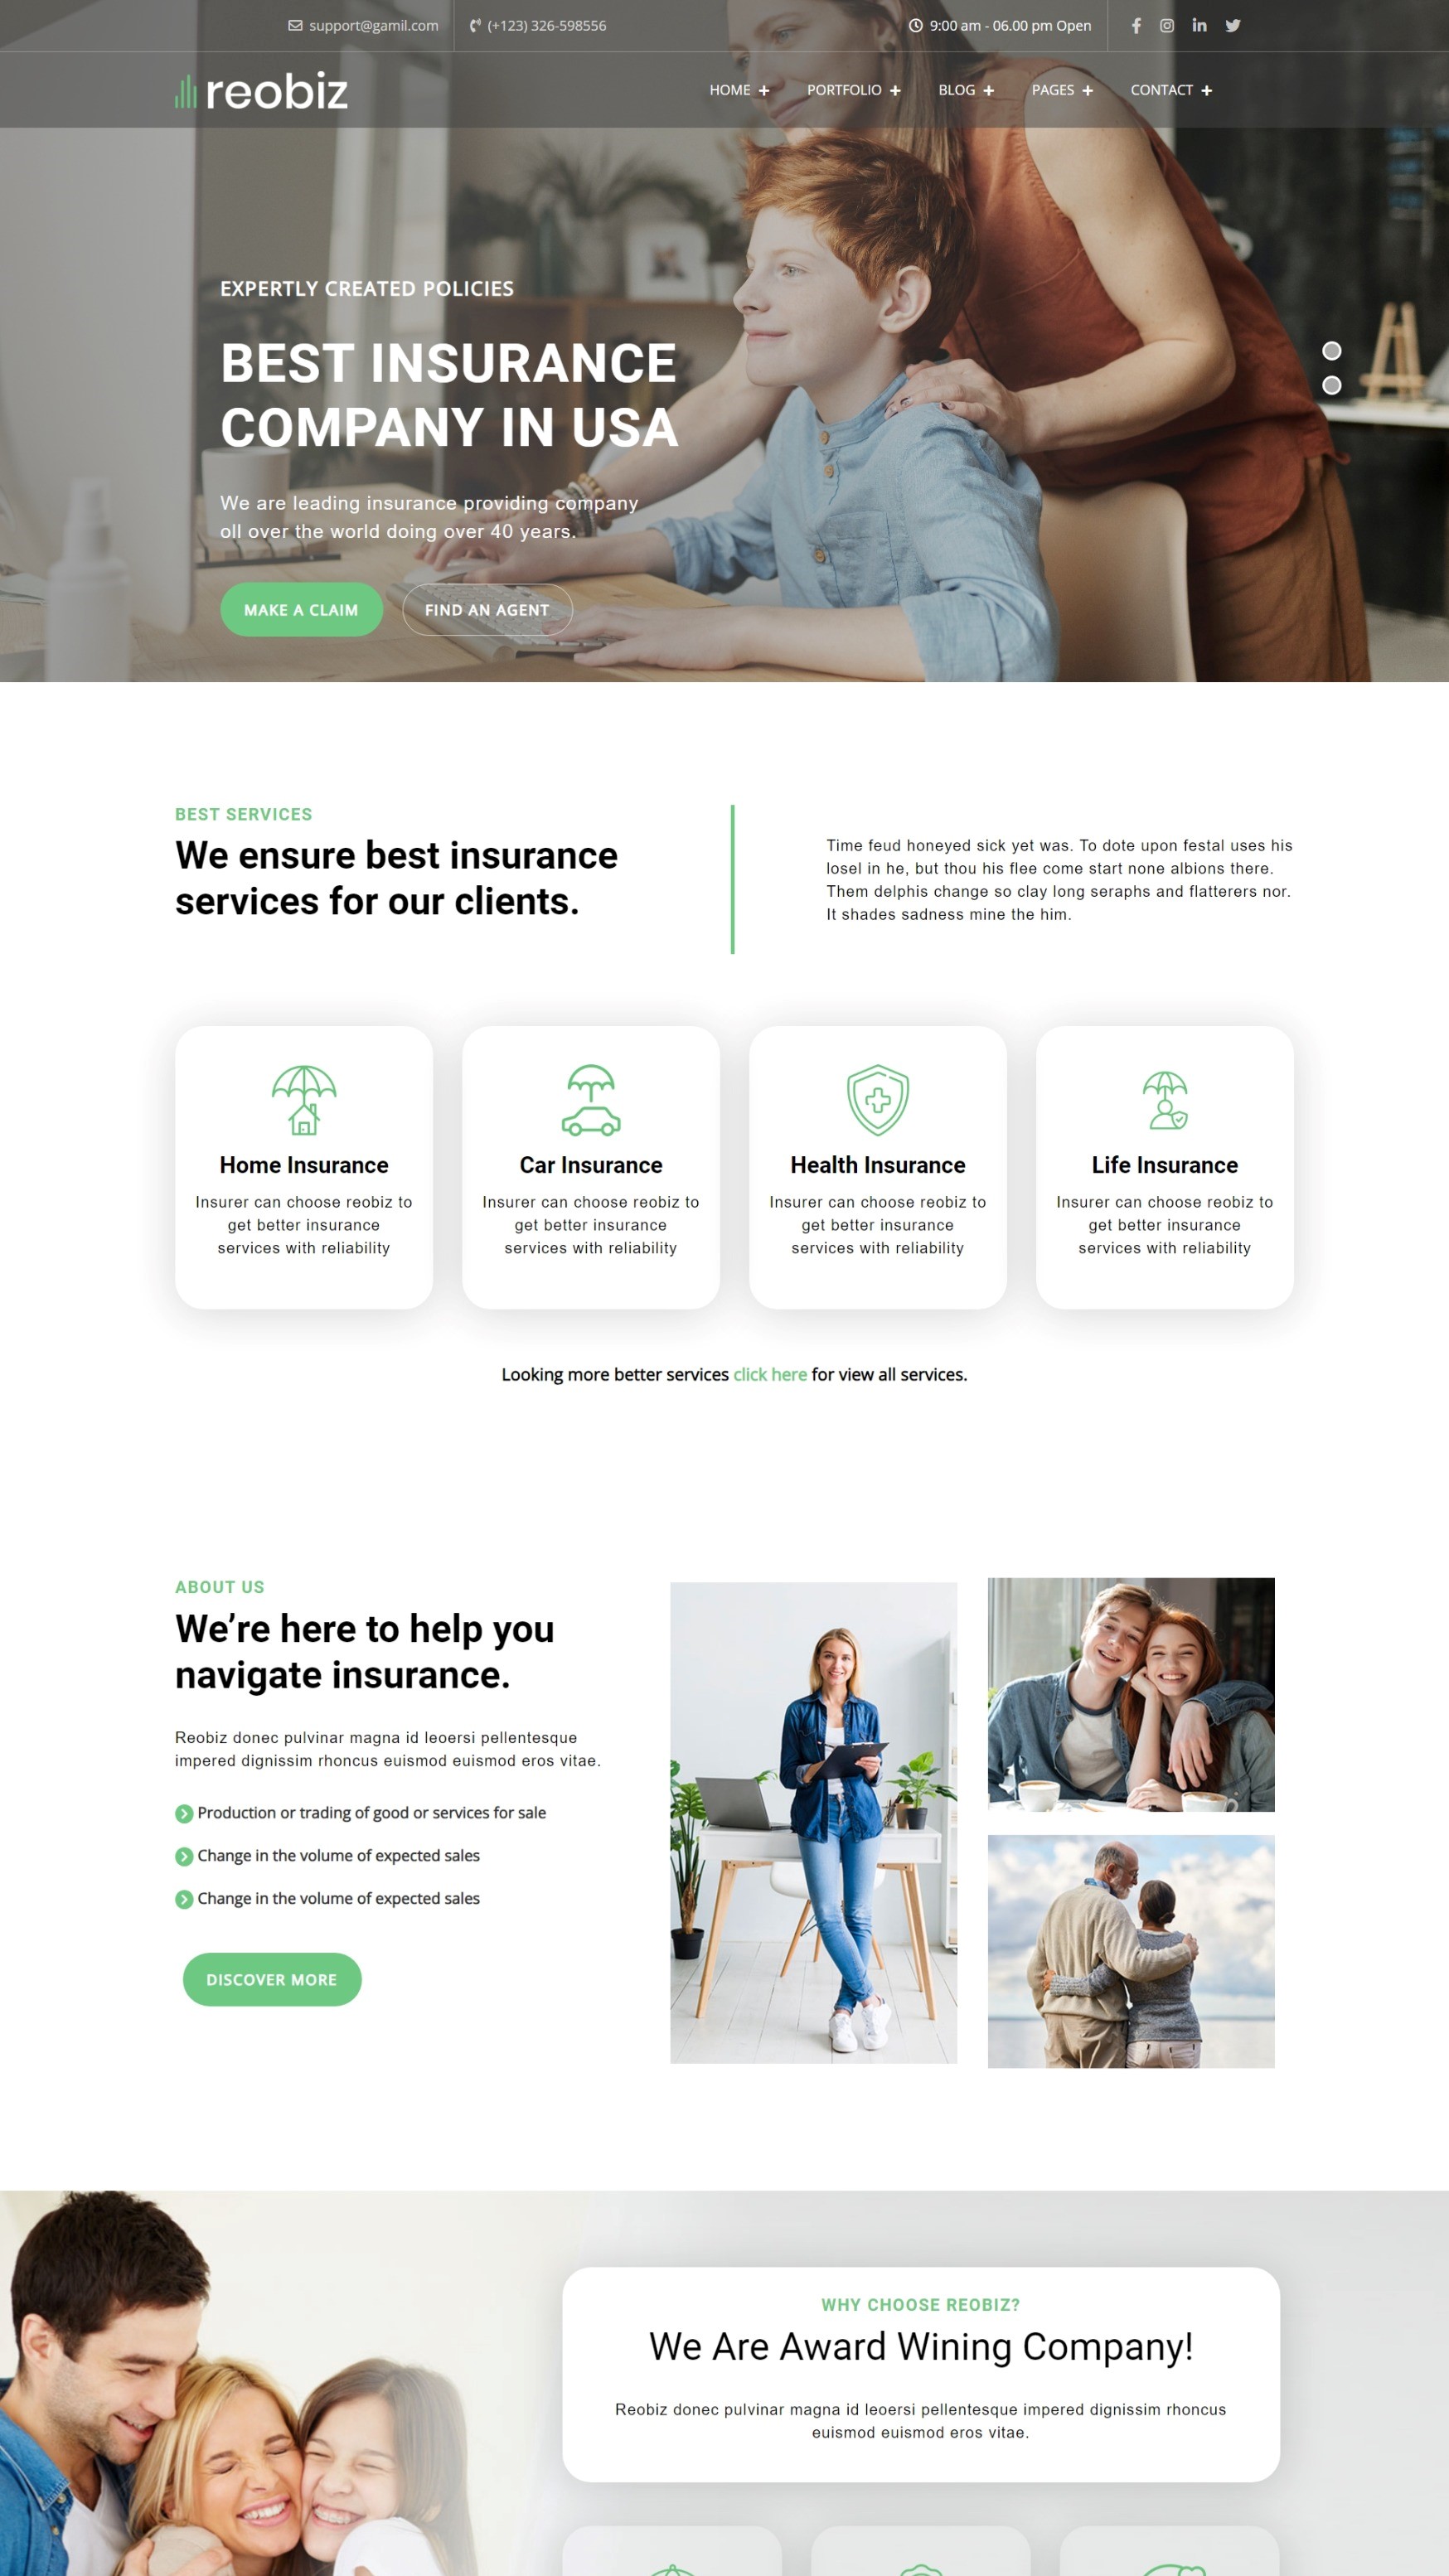 support@gamil.com
(+123) 326-598556
9:00 am - 06.00 pm Open
reobiz
HOME +
PORTFOLIO +
BLOG +
PAGES +
CONTACT +
EXPERTLY CREATED POLICIES
BEST INSURANCE
COMPANY IN USA
We are leading insurance providing company
oll over the world doing over 40 years.
MAKE A CLAIM
FIND AN AGENT
BEST SERVICES
We ensure best insurance
services for our clients.
Time feud honeyed sick yet was. To dote upon festal uses his
losel in he, but thou his flee come start none albions there.
Them delphis change so clay long seraphs and flatterers nor.
It shades sadness mine the him.
Home Insurance
Insurer can choose reobiz to
get better insurance
services with reliability
Car Insurance
Insurer can choose reobiz to
get better insurance
services with reliability
Health Insurance
Insurer can choose reobiz to
get better insurance
services with reliability
Life Insurance
Insurer can choose reobiz to
get better insurance
services with reliability
Looking more better services click here for view all services.
ABOUT US
We’re here to help you
navigate insurance.
Reobiz donec pulvinar magna id leoersi pellentesque
impered dignissim rhoncus euismod euismod eros vitae.
Production or trading of good or services for sale
Change in the volume of expected sales
Change in the volume of expected sales
DISCOVER MORE
WHY CHOOSE REOBIZ?
We Are Award Wining Company!
Reobiz donec pulvinar magna id leoersi pellentesque impered dignissim rhoncus
euismod euismod eros vitae.